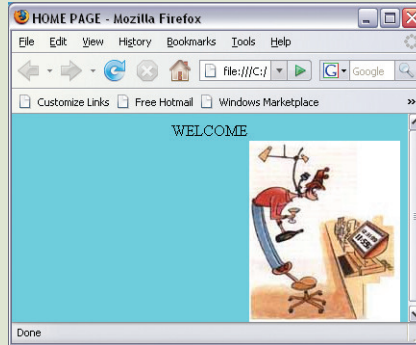 HOME PAGE - Mozilla Firefox
File Edit View History Bookmarks Tools Help
file:///C:/ G Google
Customize Links Free Hotmail Windows Marketplace »
WELCOME
Done